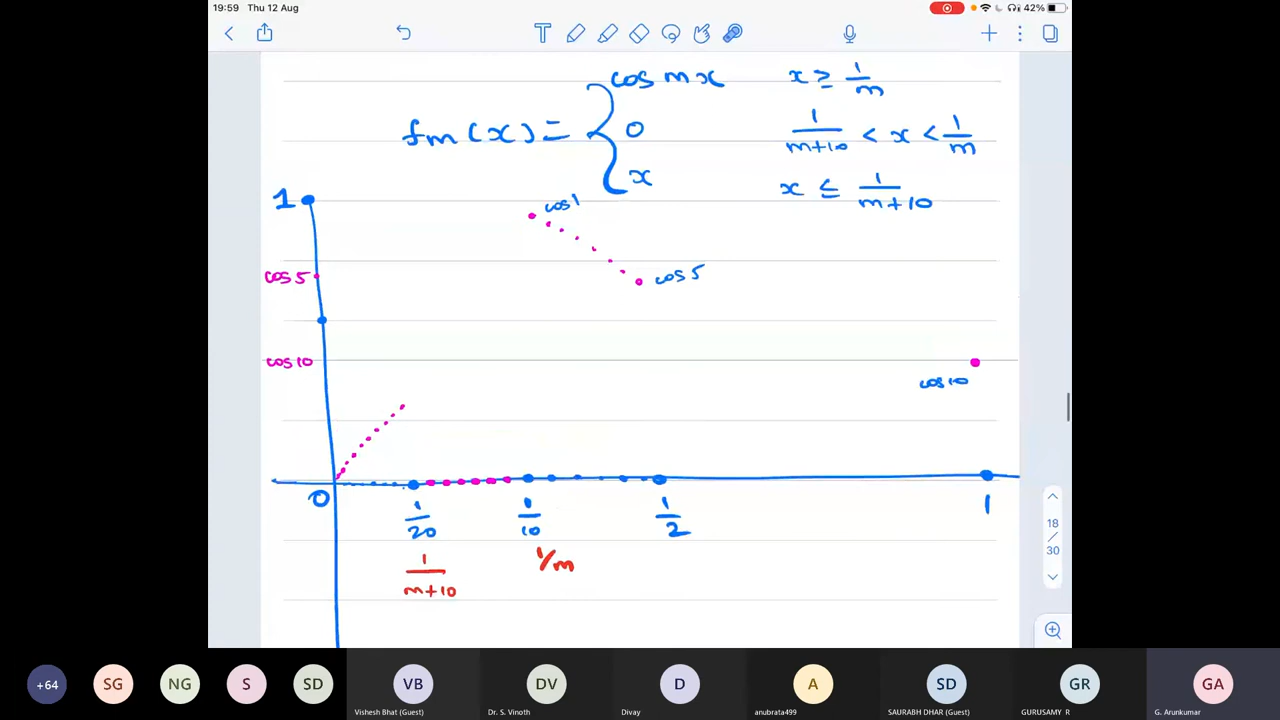 19:59 Thu 12 Aug 42%
cos mx x ≥ 1/m
fm(x) = 0 1/m+10 < x < 1/m
x x ≤ 1/m+10
1
cos 1
cos 5
cos 5
cos 10
cos 10
0 1/20 1/10 1/2 1
1/m+10 1/m
18
/
30
+64 SG NG S SD VB DV D A SD GR GA
Vishesh Bhat (Guest) Dr. S. Vinoth Divay anubrata499 SAURABH DHAR (Guest) GURUSAMY R G. Arunkumar